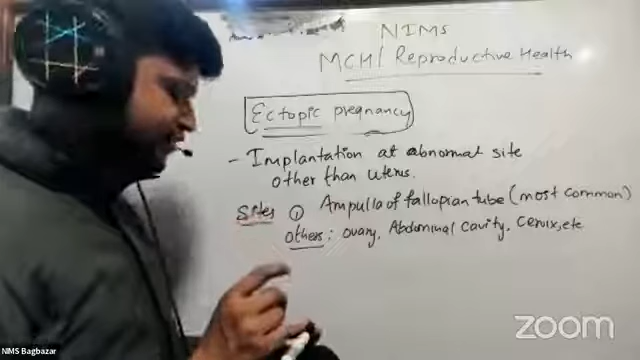 NIMS
MCH/ Reproductive Health
Ectopic pregnancy
- Implantation at abnormal site
other than uterus.
Sites ① Ampulla of fallopian tube (most common)
Others: ovary, Abdominal cavity, Cervix, etc
zoom
NIMS Bagbazar